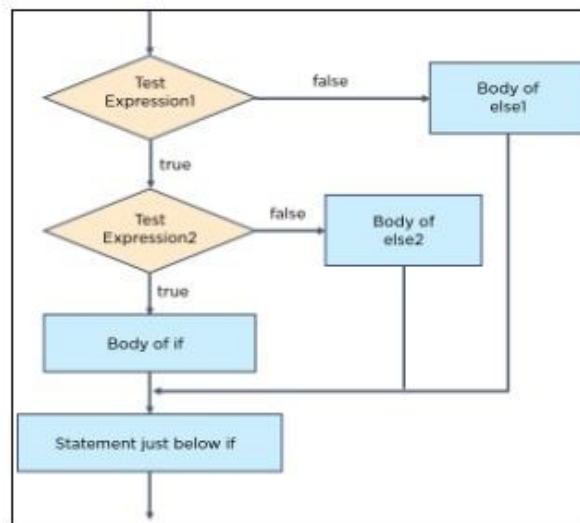 Test
Expression1
false
Body of
else1
true
Test
Expression2
false
Body of
else2
true
Body of if
Statement just below if